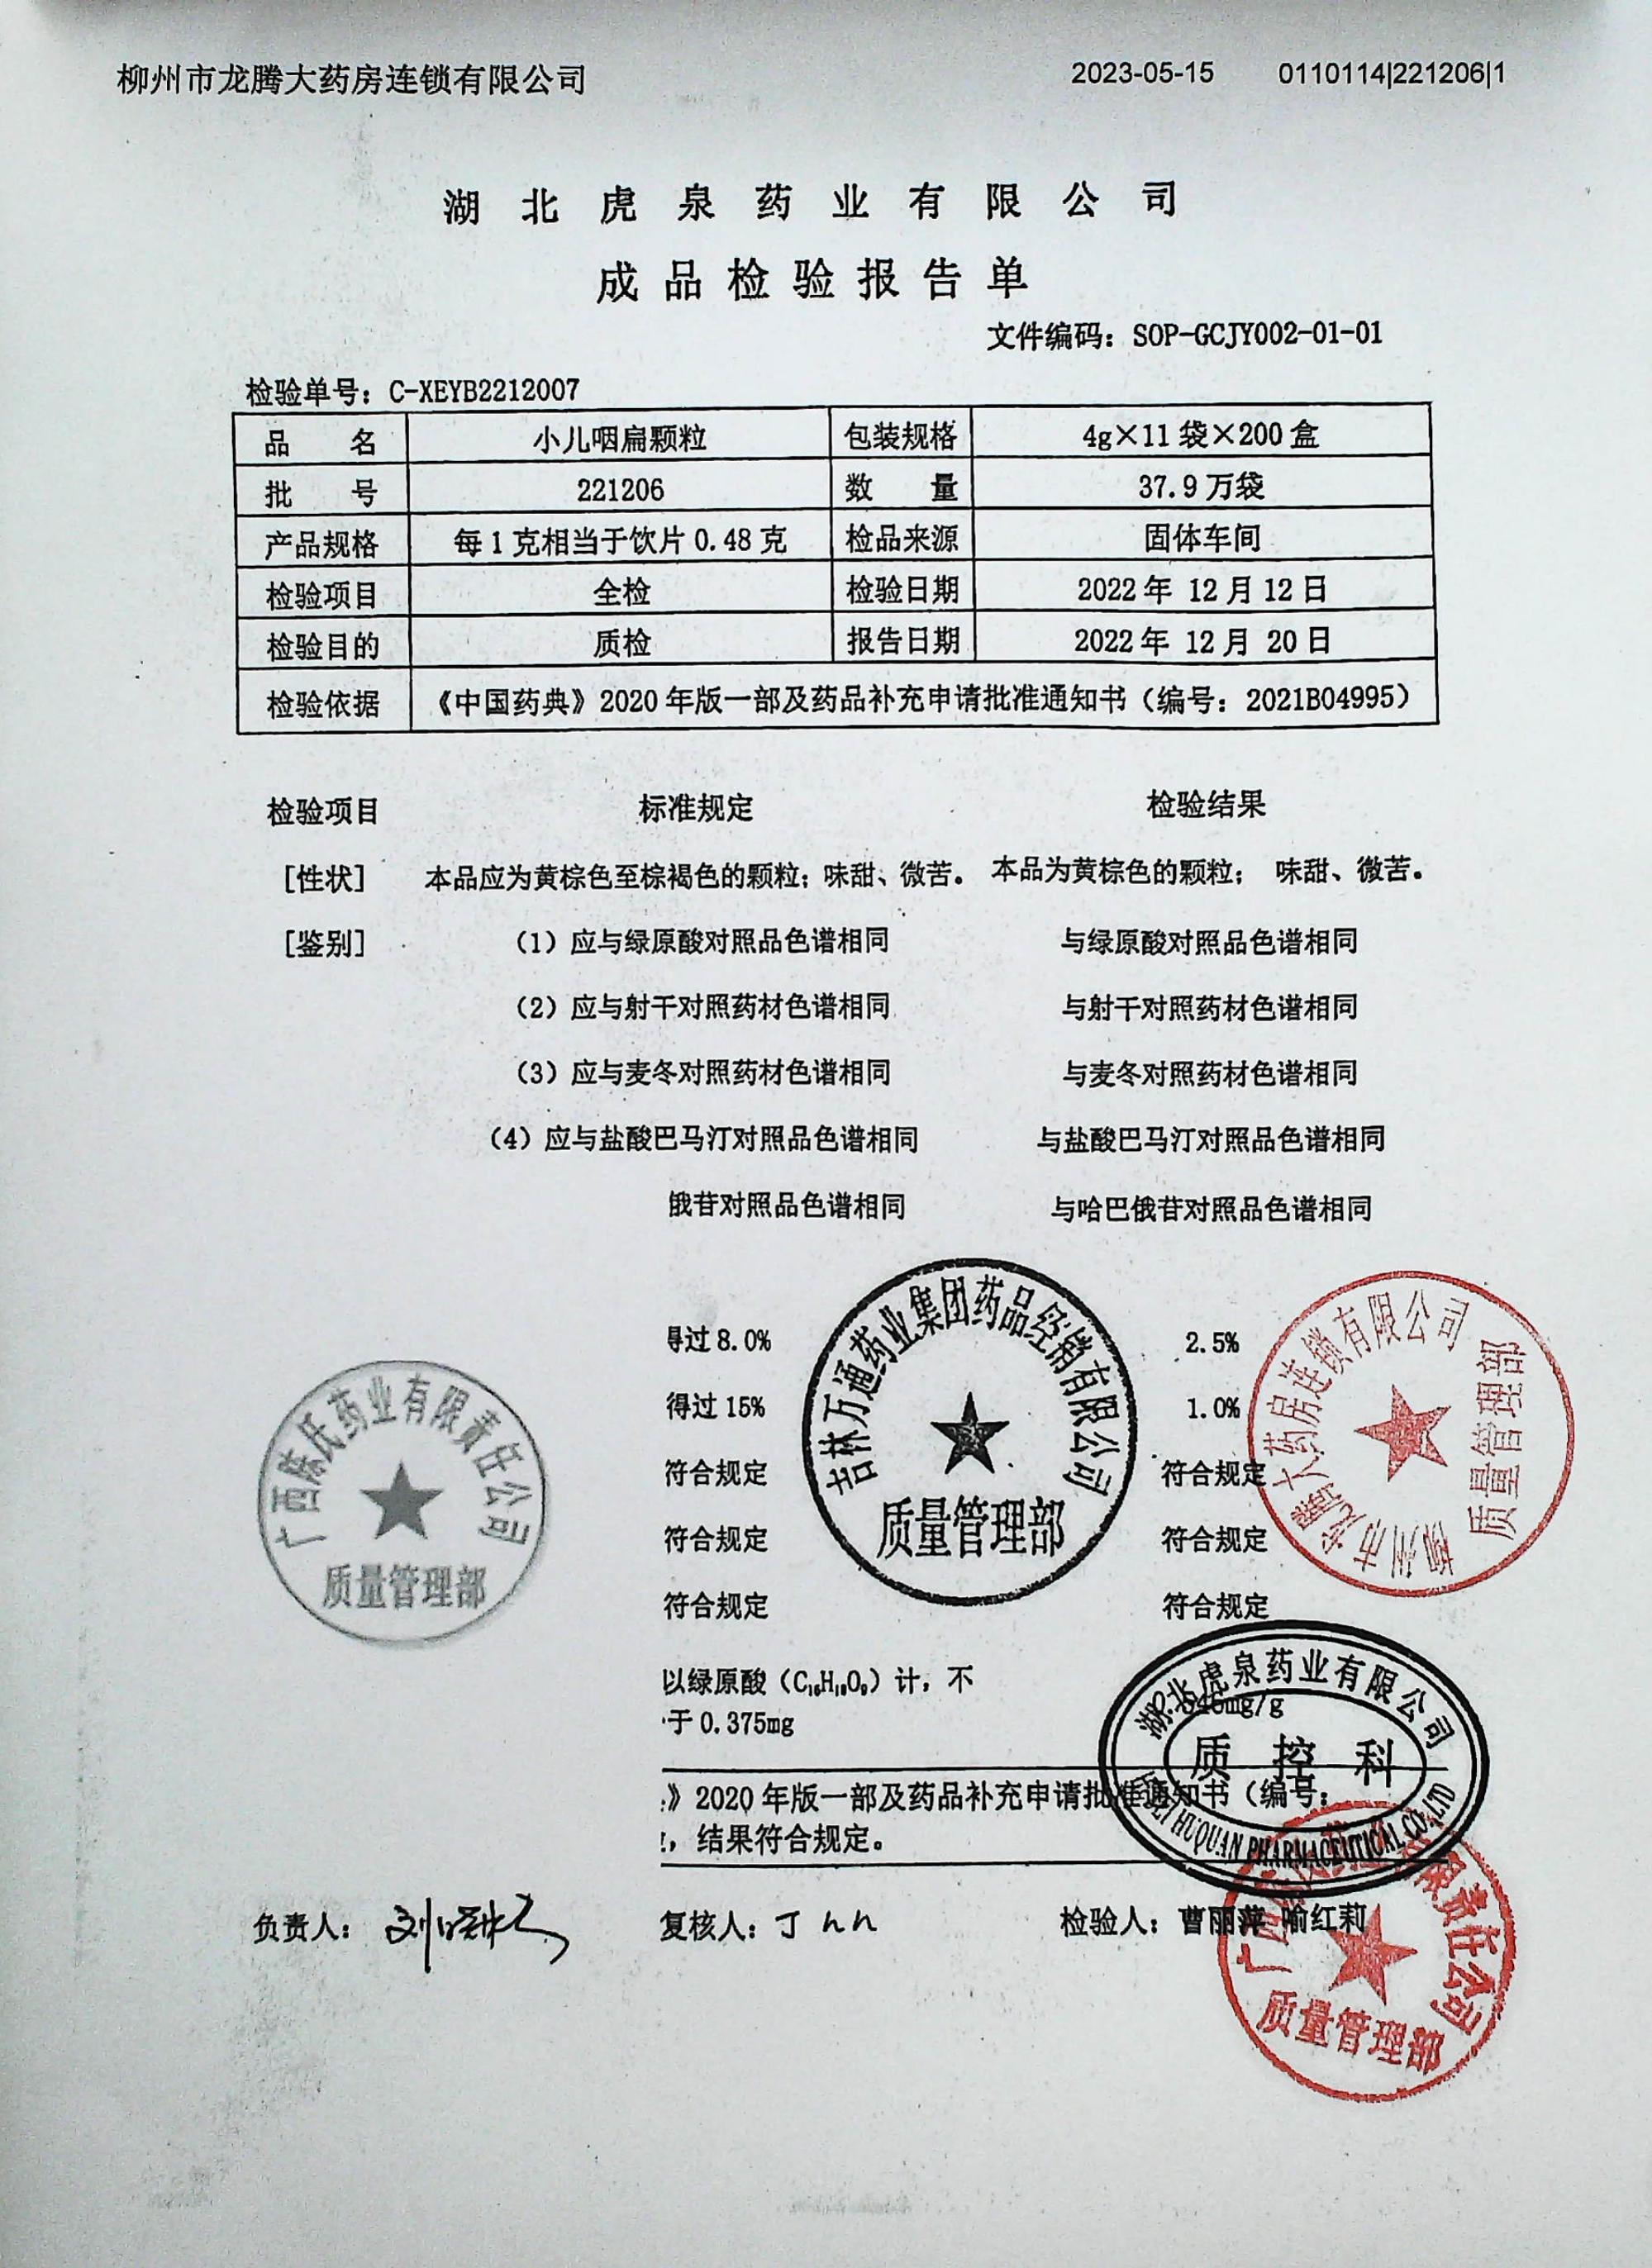 柳州市龙腾大药房连锁有限公司 2023-05-15 0110114|221206|1
湖北虎泉药业有限公司
成品检验报告单
文件编码：SOP-GCJY002-01-01
检验单号：C-XEYB2212007
品 名 小儿咽扁颗粒 包装规格 4g×11袋×200盒
批 号 221206 数 量 37.9万袋
产品规格 每1克相当于饮片0.48克 检品来源 固体车间
检验项目 全检 检验日期 2022年 12月12日
检验目的 质检 报告日期 2022年 12月 20日
检验依据 《中国药典》2020年版一部及药品补充申请批准通知书（编号：2021B04995）
检验项目 标准规定 检验结果
[性状] 本品应为黄棕色至棕褐色的颗粒；味甜、微苦。 本品为黄棕色的颗粒； 味甜、微苦。
[鉴别] （1）应与绿原酸对照品色谱相同 与绿原酸对照品色谱相同
（2）应与射干对照药材色谱相同 与射干对照药材色谱相同
（3）应与麦冬对照药材色谱相同 与麦冬对照药材色谱相同
（4）应与盐酸巴马汀对照品色谱相同 与盐酸巴马汀对照品色谱相同
俄苷对照品色谱相同 与哈巴俄苷对照品色谱相同
得过8.0% 2.5%
得过15% 1.0%
符合规定 符合规定
符合规定 符合规定
符合规定 符合规定
以绿原酸（C₁₆H₁₈O₉）计，不
于0.375mg mg/g
》2020年版一部及药品补充申请批准通知书（编号：
，结果符合规定。
负责人： 复核人：丁 检验人：曹丽萍 喻红莉
广西陈氏药业有限责任公司
质量管理部
吉林万通药业集团药品经销有限公司
质量管理部
柳州市龙腾大药房连锁有限公司
质量管理部
湖北虎泉药业有限公司
质控科
HUBEI HUQUAN PHARMACEUTICAL CO.,LTD
限责任公司
质量管理部